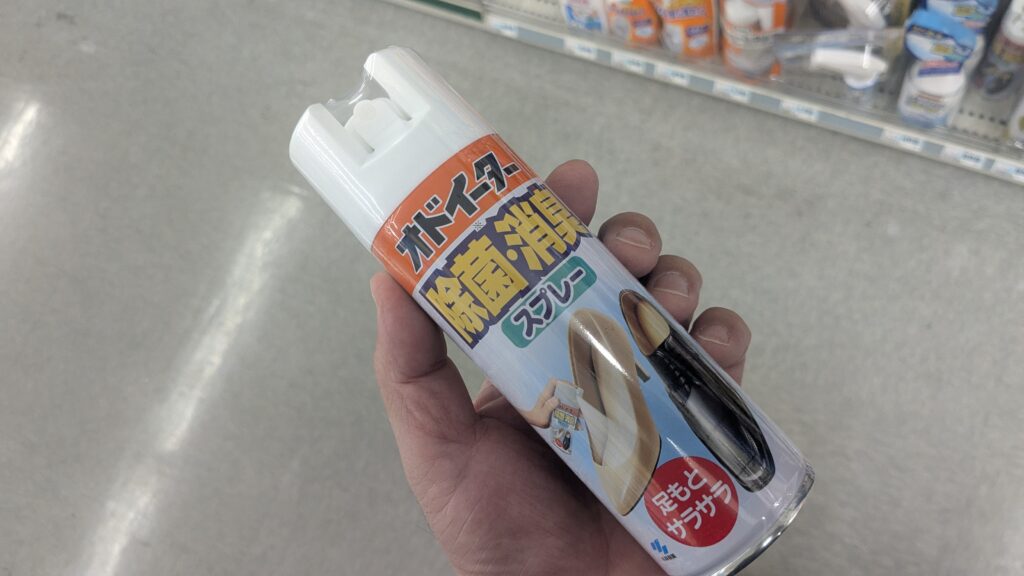 オドイーター
除菌・消臭
※
スプレー
足もと
サラサラ